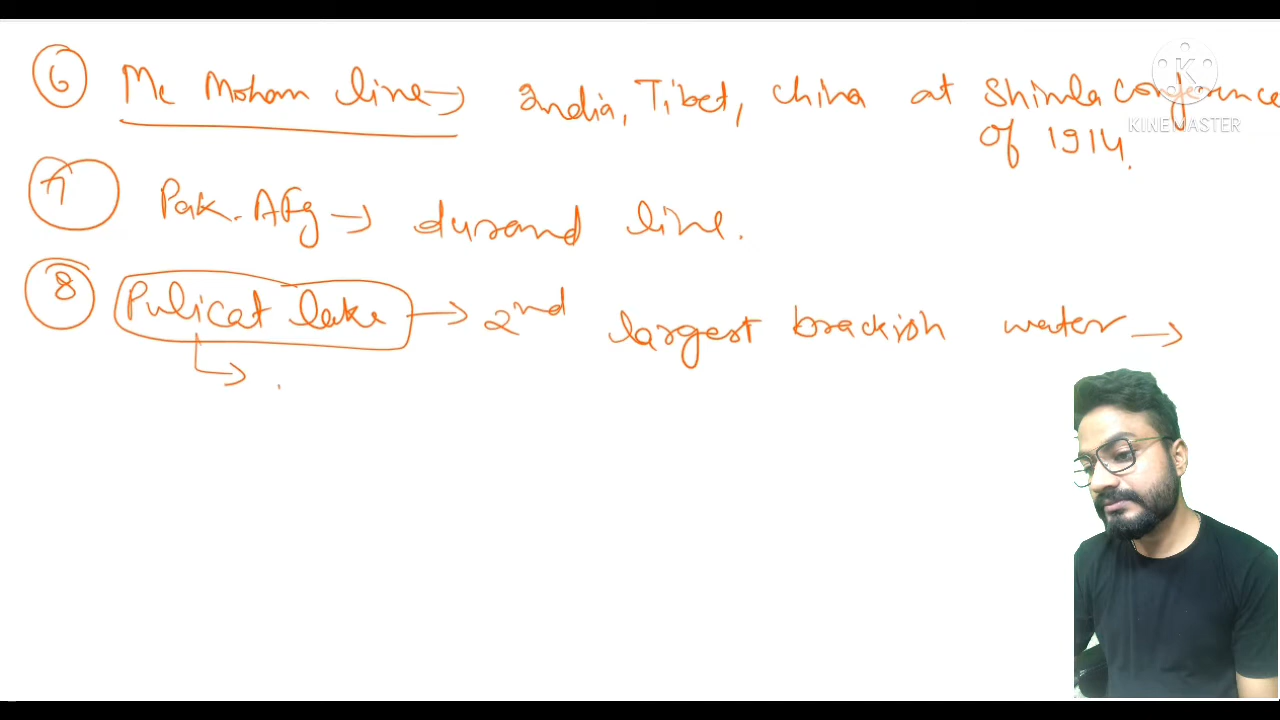 6 Mc Moham line → India, Tibet, China at Shimla Conference
of 1914.
7 Pak. Afg → durand line.
8 Pulicat lake → 2nd largest brackish water →
KINEMASTER